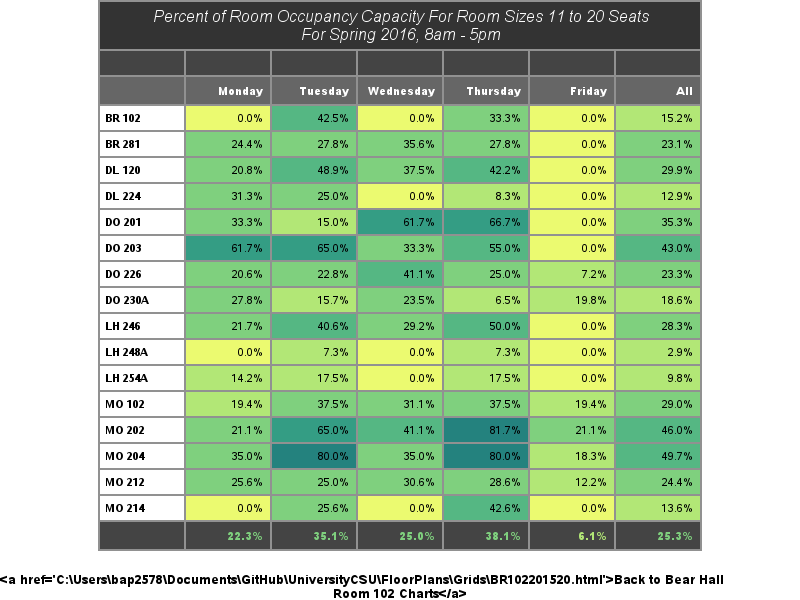 Percent of Room Occupancy Capacity For Room Sizes 11 to 20 Seats
For Spring 2016, 8am - 5pm
Monday Tuesday Wednesday Thursday Friday All
BR 102 0.0% 42.5% 0.0% 33.3% 0.0% 15.2%
BR 281 24.4% 27.8% 35.6% 27.8% 0.0% 23.1%
DL 120 20.8% 48.9% 37.5% 42.2% 0.0% 29.9%
DL 224 31.3% 25.0% 0.0% 8.3% 0.0% 12.9%
DO 201 33.3% 15.0% 61.7% 66.7% 0.0% 35.3%
DO 203 61.7% 65.0% 33.3% 55.0% 0.0% 43.0%
DO 226 20.6% 22.8% 41.1% 25.0% 7.2% 23.3%
DO 230A 27.8% 15.7% 23.5% 6.5% 19.8% 18.6%
LH 246 21.7% 40.6% 29.2% 50.0% 0.0% 28.3%
LH 248A 0.0% 7.3% 0.0% 7.3% 0.0% 2.9%
LH 254A 14.2% 17.5% 0.0% 17.5% 0.0% 9.8%
MO 102 19.4% 37.5% 31.1% 37.5% 19.4% 29.0%
MO 202 21.1% 65.0% 41.1% 81.7% 21.1% 46.0%
MO 204 35.0% 80.0% 35.0% 80.0% 18.3% 49.7%
MO 212 25.6% 25.0% 30.6% 28.6% 12.2% 24.4%
MO 214 0.0% 25.6% 0.0% 42.6% 0.0% 13.6%
22.3% 35.1% 25.0% 38.1% 6.1% 25.3%
<a href='C:\Users\bap2578\Documents\GitHub\UniversityCSU\FloorPlans\Grids\BR102201520.html'>Back to Bear Hall
Room 102 Charts</a>